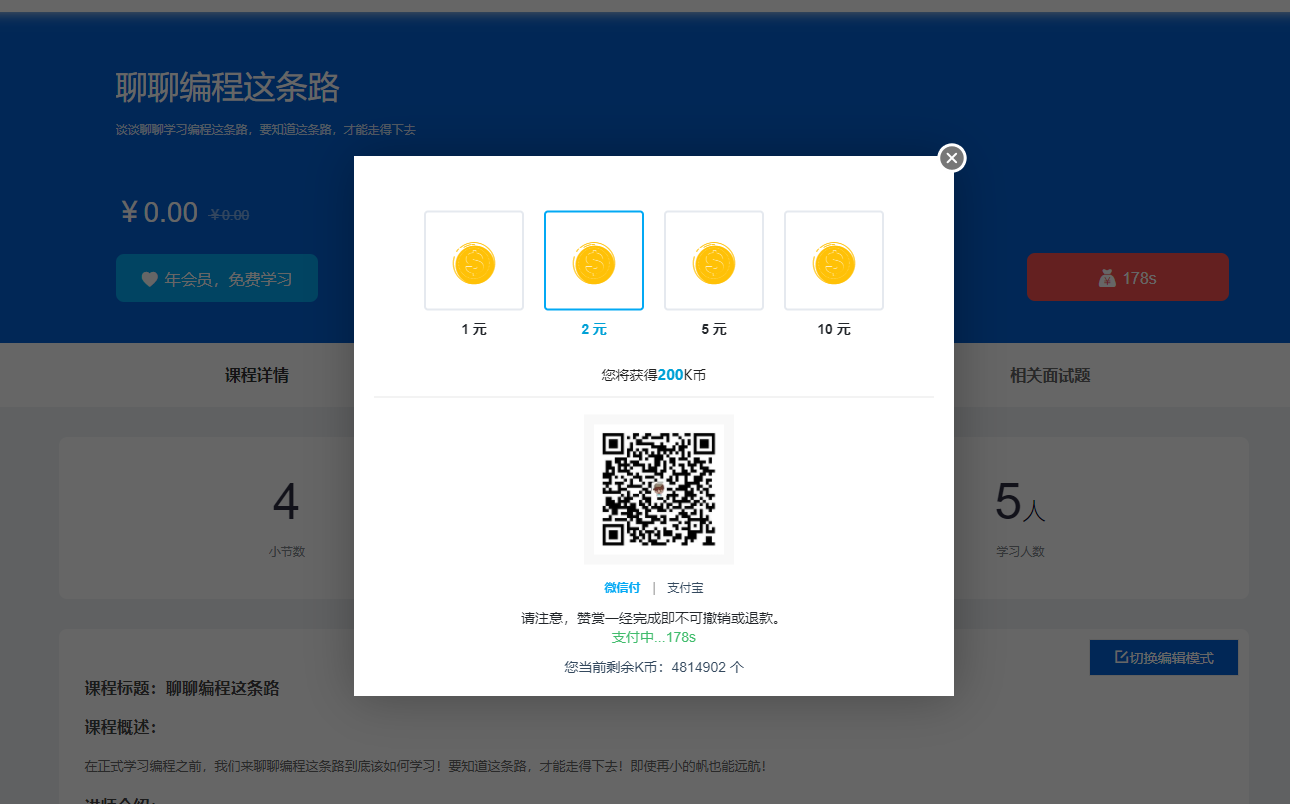 聊聊编程这条路
谈谈聊聊学习编程这条路，要知道这条路，才能走得下去
￥0.00 ￥0.00
年会员，免费学习
178s
1 元
2 元
5 元
10 元
您将获得200K币
课程详情
相关面试题
4
小节数
5人
学习人数
微信付 | 支付宝
请注意，赞赏一经完成即不可撤销或退款。
支付中...178s
您当前剩余K币：4814902 个
切换编辑模式
课程标题：聊聊编程这条路
课程概述：
在正式学习编程之前，我们来聊聊编程这条路到底该如何学习！要知道这条路，才能走得下去！即使再小的帆也能远航！
讲师介绍：